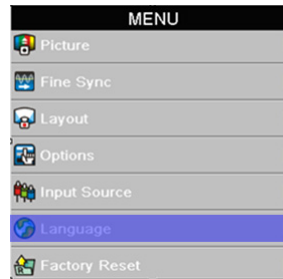 MENU
Picture
Fine Sync
Layout
Options
Input Source
Language
Factory Reset